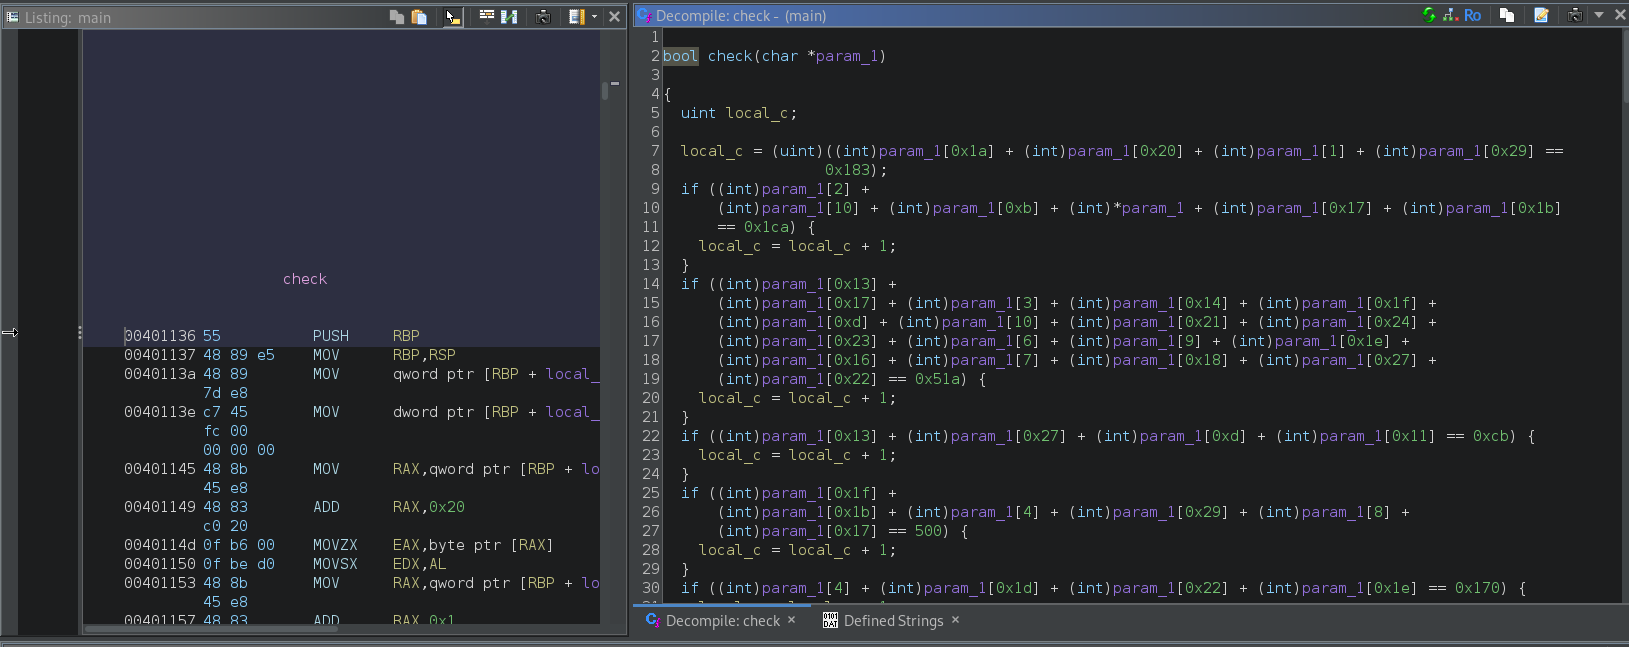 Listing: main
check
00401136 55 PUSH RBP
00401137 48 89 e5 MOV RBP,RSP
0040113a 48 89 MOV qword ptr [RBP + local_
7d e8
0040113e c7 45 MOV dword ptr [RBP + local_
fc 00
00 00 00
00401145 48 8b MOV RAX,qword ptr [RBP + lo
45 e8
00401149 48 83 ADD RAX,0x20
c0 20
0040114d 0f b6 00 MOVZX EAX,byte ptr [RAX]
00401150 0f be d0 MOVSX EDX,AL
00401153 48 8b MOV RAX,qword ptr [RBP + lo
45 e8
00401157 48 83 ADD RAX,0x1
Decompile: check - (main)
Ro
1
2 bool check(char *param_1)
3
4 {
5 uint local_c;
6
7 local_c = (uint)((int)param_1[0x1a] + (int)param_1[0x20] + (int)param_1[1] + (int)param_1[0x29] ==
8 0x183);
9 if ((int)param_1[2] +
10 (int)param_1[10] + (int)param_1[0xb] + (int)*param_1 + (int)param_1[0x17] + (int)param_1[0x1b]
11 == 0x1ca) {
12 local_c = local_c + 1;
13 }
14 if ((int)param_1[0x13] +
15 (int)param_1[0x17] + (int)param_1[3] + (int)param_1[0x14] + (int)param_1[0x1f] +
16 (int)param_1[0xd] + (int)param_1[10] + (int)param_1[0x21] + (int)param_1[0x24] +
17 (int)param_1[0x23] + (int)param_1[6] + (int)param_1[9] + (int)param_1[0x1e] +
18 (int)param_1[0x16] + (int)param_1[7] + (int)param_1[0x18] + (int)param_1[0x27] +
19 (int)param_1[0x22] == 0x51a) {
20 local_c = local_c + 1;
21 }
22 if ((int)param_1[0x13] + (int)param_1[0x27] + (int)param_1[0xd] + (int)param_1[0x11] == 0xcb) {
23 local_c = local_c + 1;
24 }
25 if ((int)param_1[0x1f] +
26 (int)param_1[0x1b] + (int)param_1[4] + (int)param_1[0x29] + (int)param_1[8] +
27 (int)param_1[0x17] == 500) {
28 local_c = local_c + 1;
29 }
30 if ((int)param_1[4] + (int)param_1[0x1d] + (int)param_1[0x22] + (int)param_1[0x1e] == 0x170) {
Decompile: check × Defined Strings ×